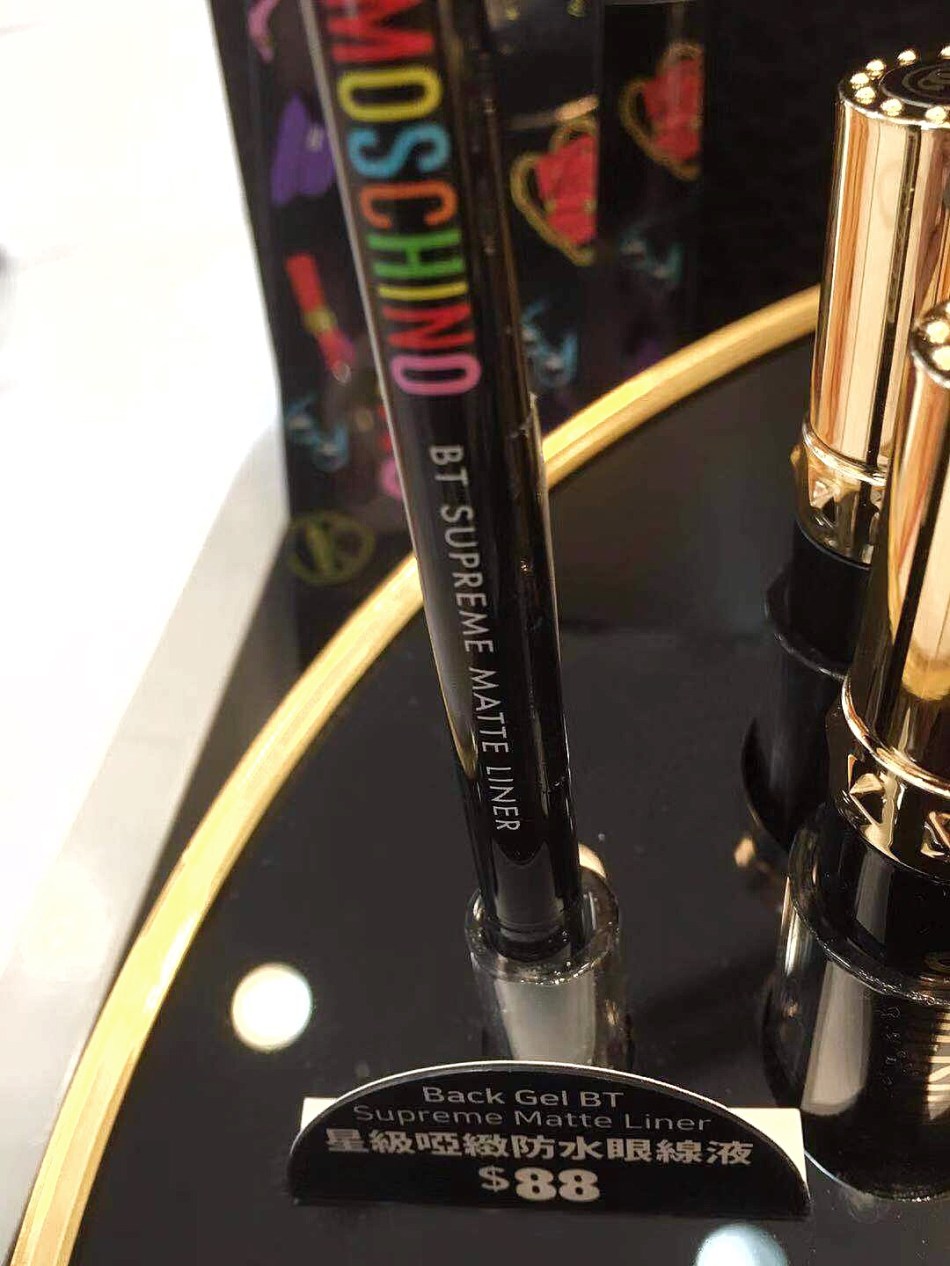 MOSCHINO
BT SUPREME MATTE LINER
Back Gel BT
Supreme Matte Liner
星級啞緻防水眼線液
$88